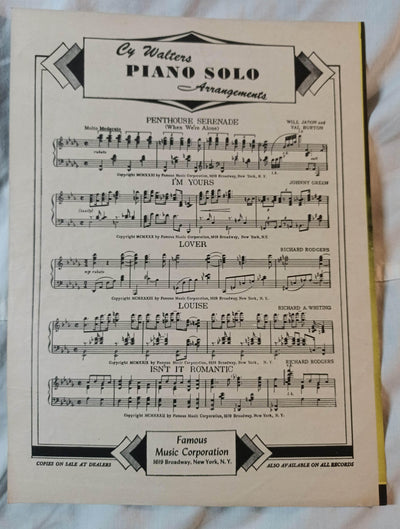 Cy Walters
PIANO SOLO
Arrangements
PENTHOUSE SERENADE
(When We're Alone)
WILL JASON and
VAL BURTON
Molto Moderato
rubato
Copyright MCMXXXI by Famous Music Corporation, 1619 Broadway, New York, N.Y.
I'M YOURS
JOHNNY GREEN
Copyright MCMXXX by Famous Music Corporation, 1619 Broadway, New York, N.Y.
LOVER
RICHARD RODGERS
mp rubato
Copyright MCMXXXII by Famous Music Corporation, 1619 Broadway, New York, N. Y.
LOUISE
RICHARD A. WHITING
Copyright MCMXXIX by Famous Music Corporation, 1619 Broadway, New York, N. Y.
ISN'T IT ROMANTIC
RICHARD RODGERS
Copyright MCMXXXII by Famous Music Corporation, 1619 Broadway, New York, N. Y.
Famous
Music Corporation
1619 Broadway, New York, N. Y.
COPIES ON SALE AT DEALERS
ALSO AVAILABLE ON ALL RECORDS